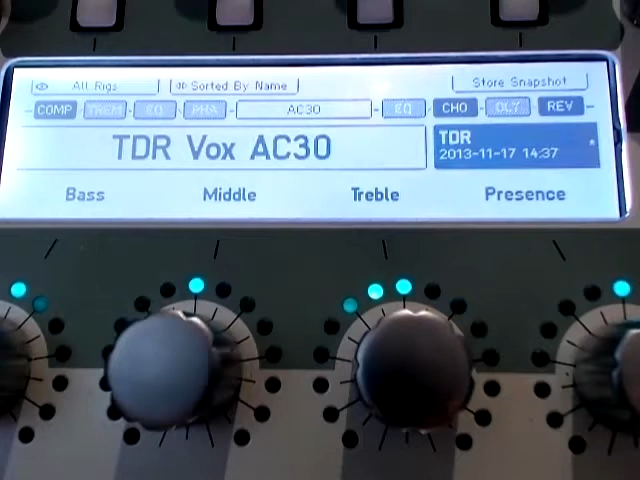 All Rigs
Sorted By Name
Store Snapshot
COMP TREM EQ PHA AC30 EQ CHO DLY REV
TDR Vox AC30
TDR
2013-11-17 14:37
Bass Middle Treble Presence